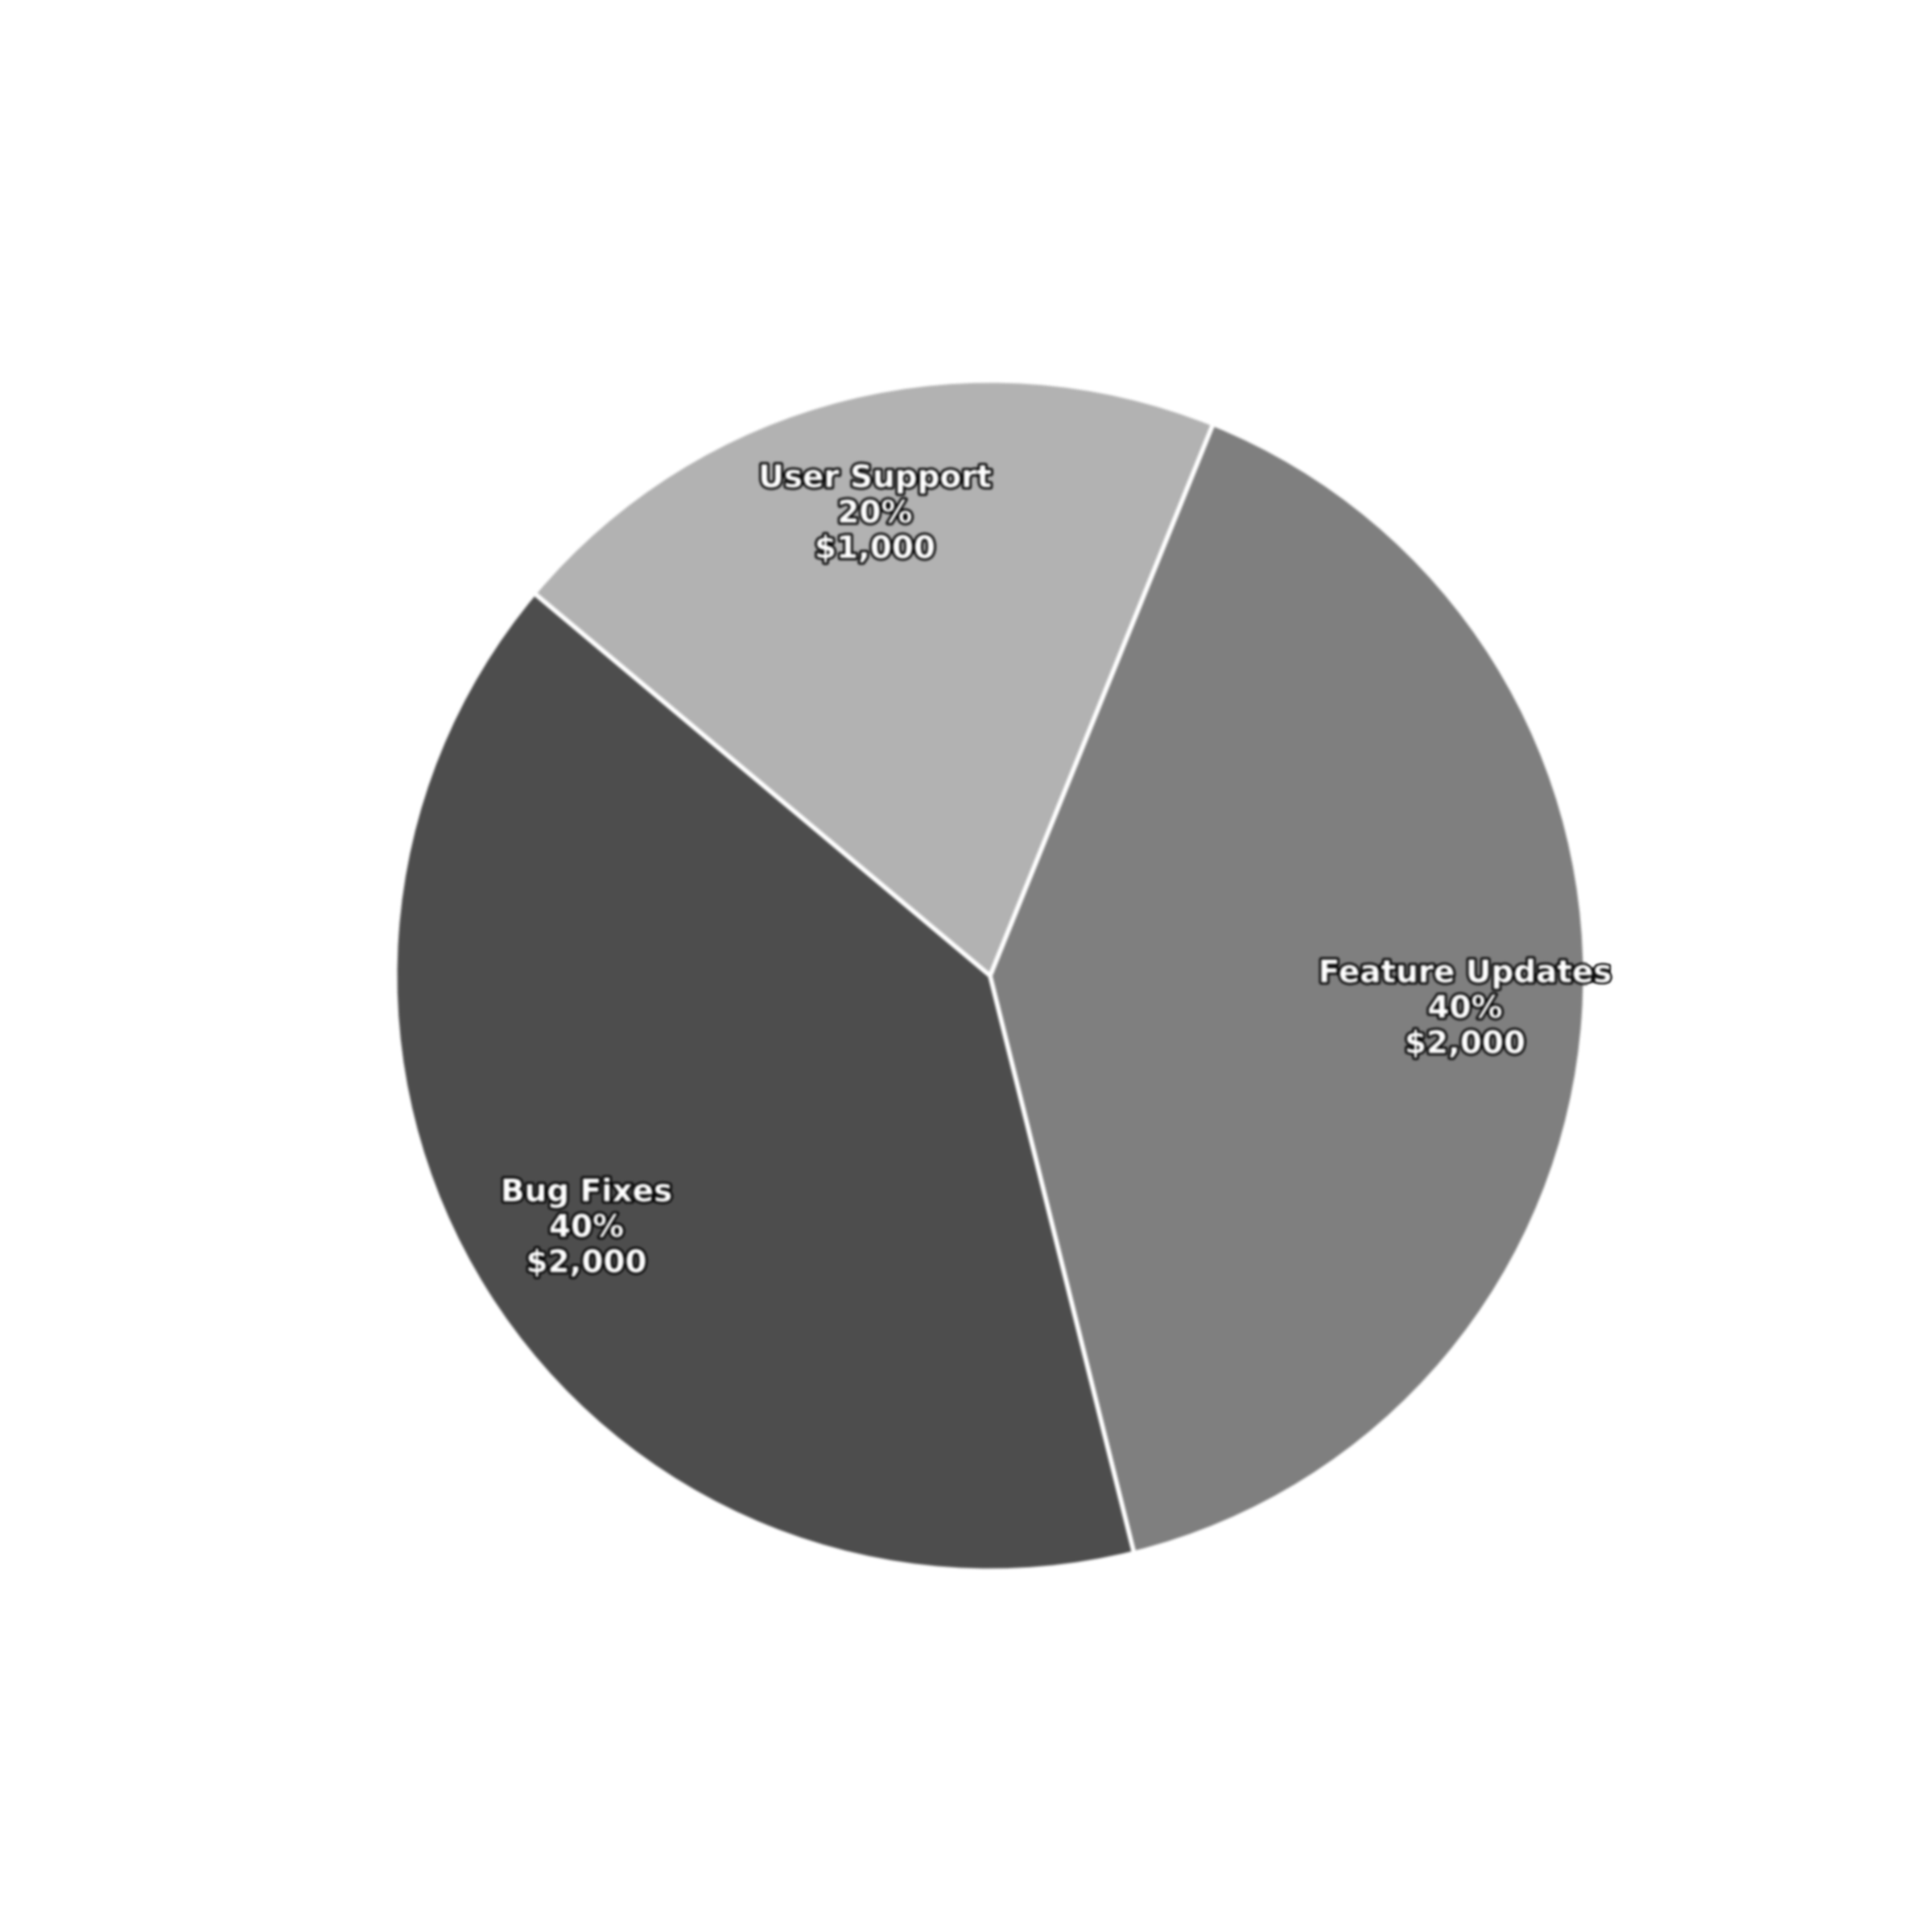 User Support
20%
$1,000
Feature Updates
40%
$2,000
Bug Fixes
40%
$2,000